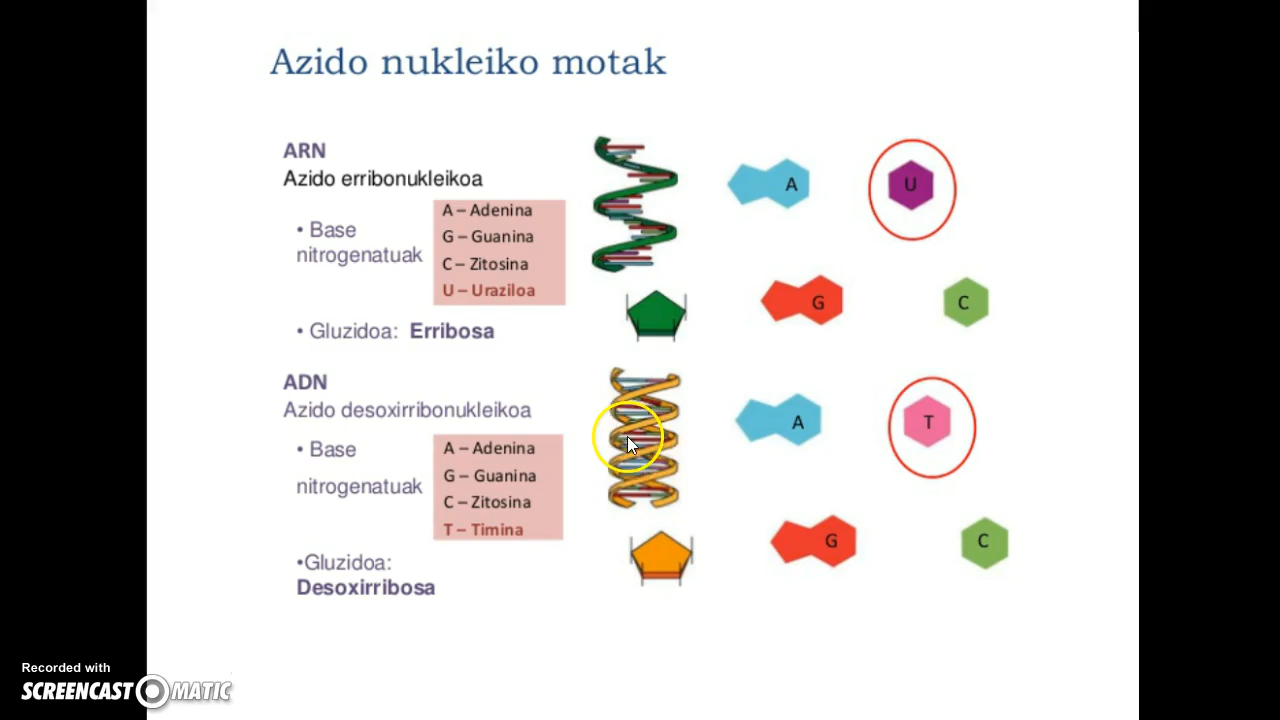 Azido nukleiko motak
ARN
Azido erribonukleikoa
• Base
nitrogenatuak
A – Adenina
G – Guanina
C – Zitosina
U – Uraziloa
• Gluzidoa: Erribosa
A
U
G
C
ADN
Azido desoxirribonukleikoa
• Base
nitrogenatuak
A – Adenina
G – Guanina
C – Zitosina
T – Timina
•Gluzidoa:
Desoxirribosa
A
T
G
C
Recorded with
SCREENCAST MATIC